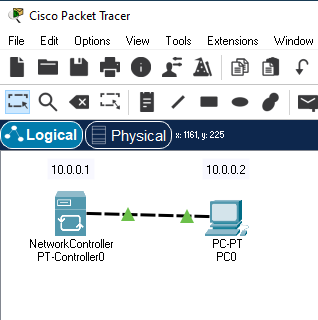 Cisco Packet Tracer
File Edit Options View Tools Extensions Window
Logical Physical x: 1161, y: 225
10.0.0.1 10.0.0.2
NetworkController PC-PT
PT-Controller0 PC0